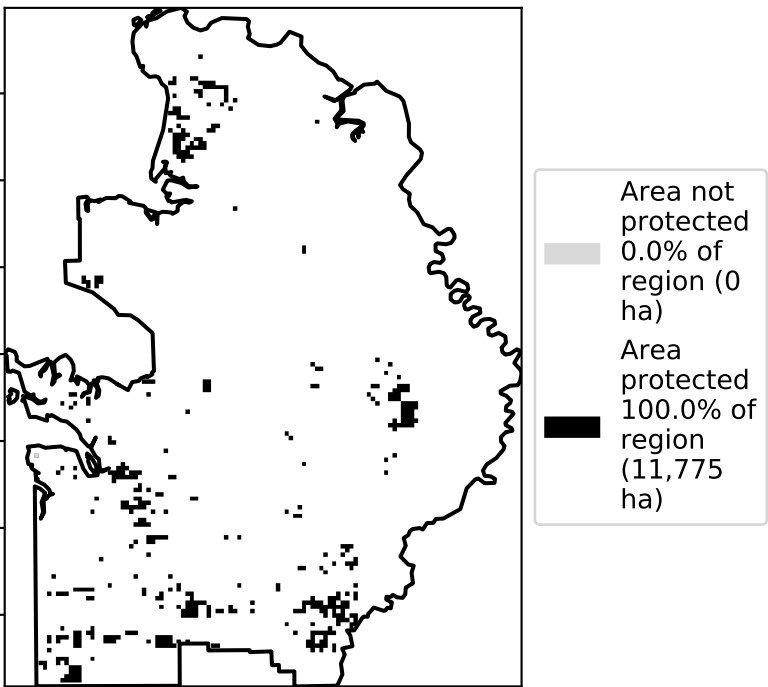 Area not
protected
0.0% of
region (0
ha)
Area
protected
100.0% of
region
(11,775
ha)